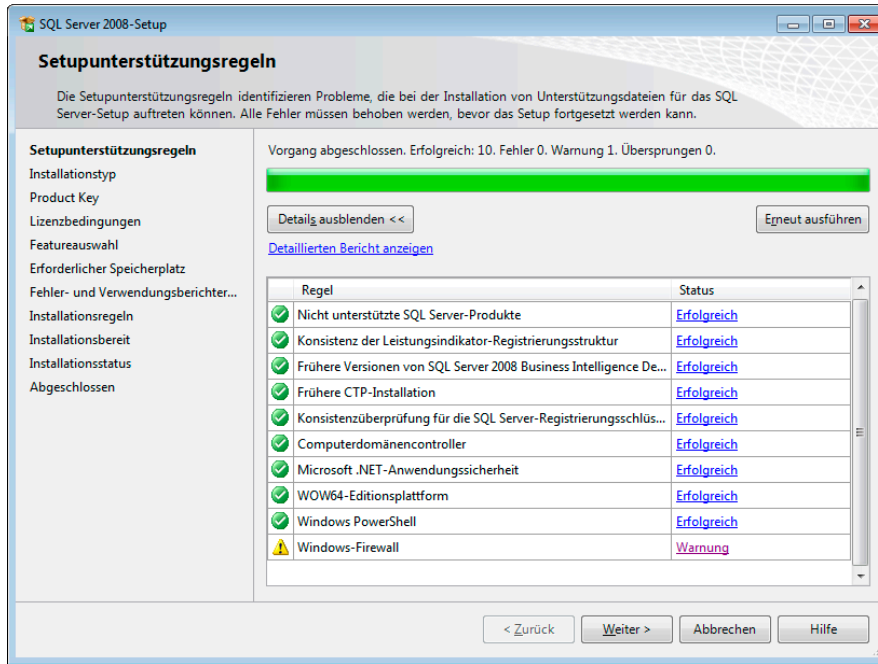 SQL Server 2008-Setup
Setupunterstützungsregeln
Die Setupunterstützungsregeln identifizieren Probleme, die bei der Installation von Unterstützungsdateien für das SQL
Server-Setup auftreten können. Alle Fehler müssen behoben werden, bevor das Setup fortgesetzt werden kann.
Setupunterstützungsregeln
Installationstyp
Product Key
Lizenzbedingungen
Featureauswahl
Erforderlicher Speicherplatz
Fehler- und Verwendungsberichter...
Installationsregeln
Installationsbereit
Installationsstatus
Abgeschlossen
Vorgang abgeschlossen. Erfolgreich: 10. Fehler 0. Warnung 1. Übersprungen 0.
Details ausblenden <<
Erneut ausführen
Detaillierten Bericht anzeigen
Regel Status
Nicht unterstützte SQL Server-Produkte Erfolgreich
Konsistenz der Leistungsindikator-Registrierungsstruktur Erfolgreich
Frühere Versionen von SQL Server 2008 Business Intelligence De... Erfolgreich
Frühere CTP-Installation Erfolgreich
Konsistenzüberprüfung für die SQL Server-Registrierungsschlüs... Erfolgreich
Computerdomänencontroller Erfolgreich
Microsoft .NET-Anwendungssicherheit Erfolgreich
WOW64-Editionsplattform Erfolgreich
Windows PowerShell Erfolgreich
Windows-Firewall Warnung
< Zurück Weiter > Abbrechen Hilfe